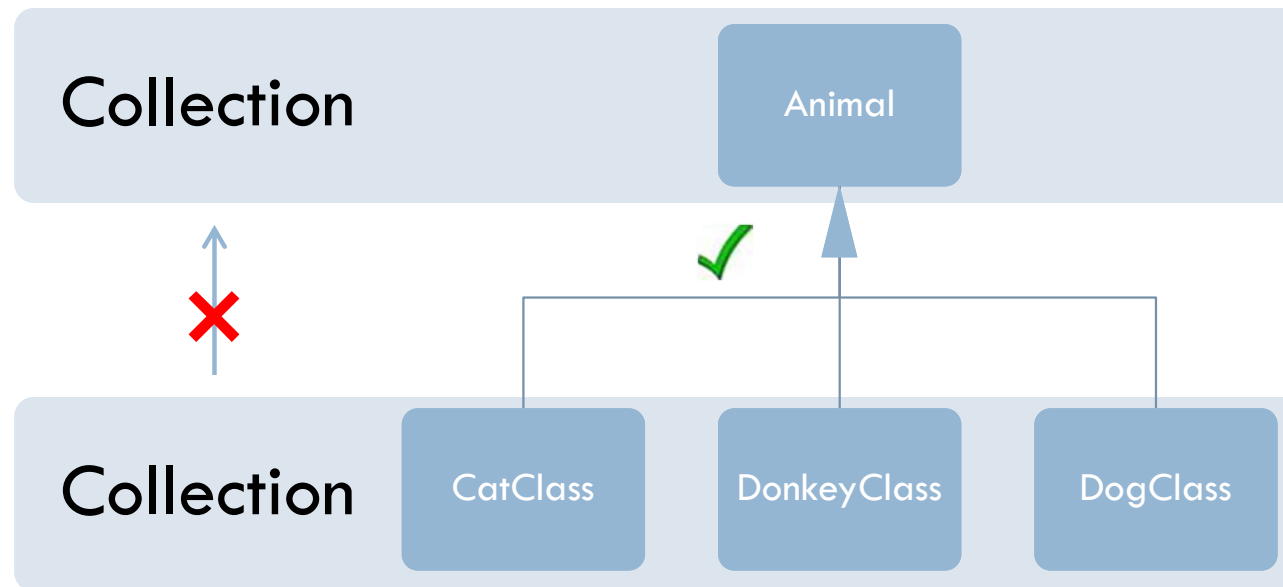 Collection
Animal
Collection
CatClass
DonkeyClass
DogClass